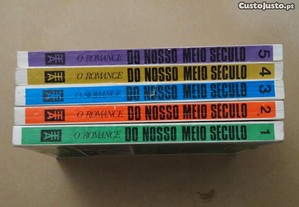 CustoJusto.pt
O ROMANCE DO NOSSO MEIO SÉCULO 5
O ROMANCE DO NOSSO MEIO SÉCULO 4
O ROMANCE DO NOSSO MEIO SÉCULO 3
O ROMANCE DO NOSSO MEIO SÉCULO 2
O ROMANCE DO NOSSO MEIO SÉCULO 1